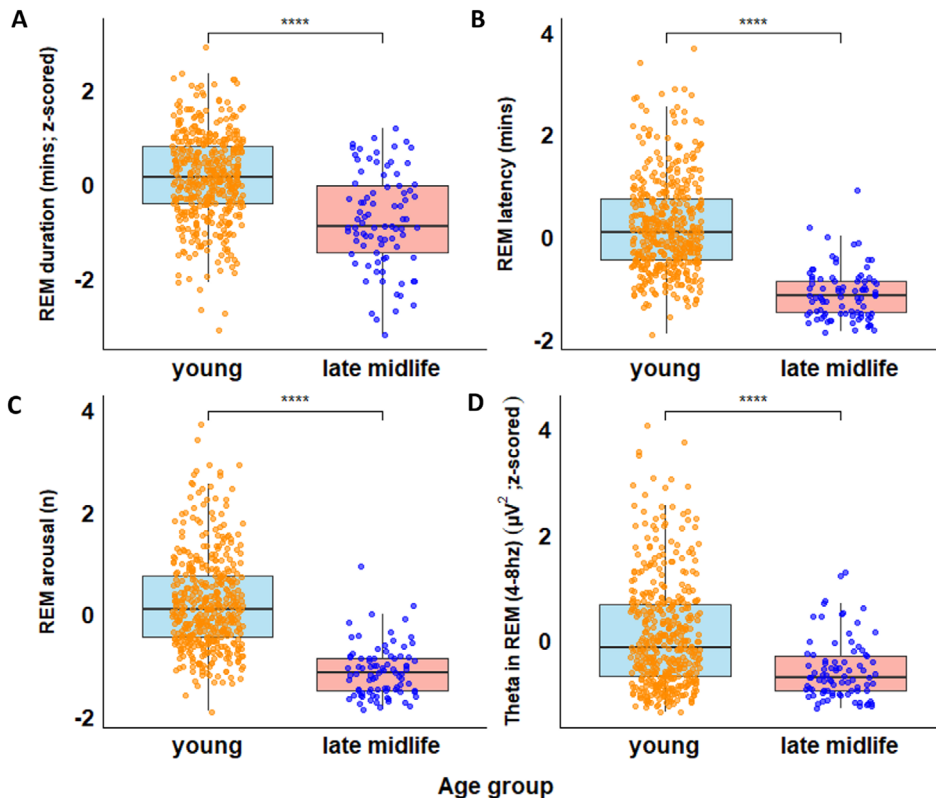 A
****
REM duration (mins; z-scored)
2
0
-2
young
late midlife
B
****
REM latency (mins)
4
2
0
-2
young
late midlife
C
****
REM arousal (n)
4
2
0
-2
young
late midlife
D
****
Theta in REM (4-8hz) (µV² ;z-scored)
4
2
0
young
late midlife
Age group